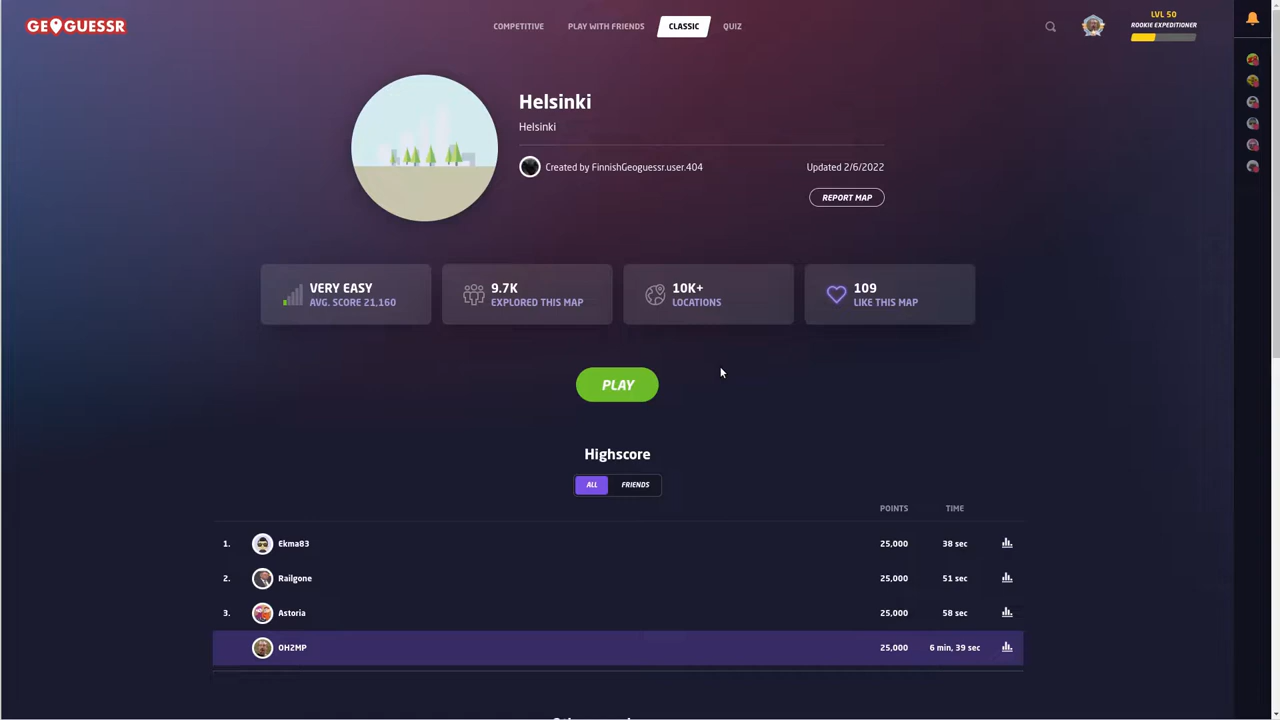 GEOGUESSR
COMPETITIVE PLAY WITH FRIENDS CLASSIC QUIZ
LVL 50
ROOKIE EXPEDITIONER
Helsinki
Helsinki
Created by FinnishGeoguessr.user.404 Updated 2/6/2022
REPORT MAP
VERY EASY
AVG. SCORE 21,160
9.7K
EXPLORED THIS MAP
10K+
LOCATIONS
109
LIKE THIS MAP
PLAY
Highscore
ALL FRIENDS
POINTS TIME
1. Ekma83 25,000 38 sec
2. Railgone 25,000 51 sec
3. Astoria 25,000 58 sec
OH2MP 25,000 6 min, 39 sec